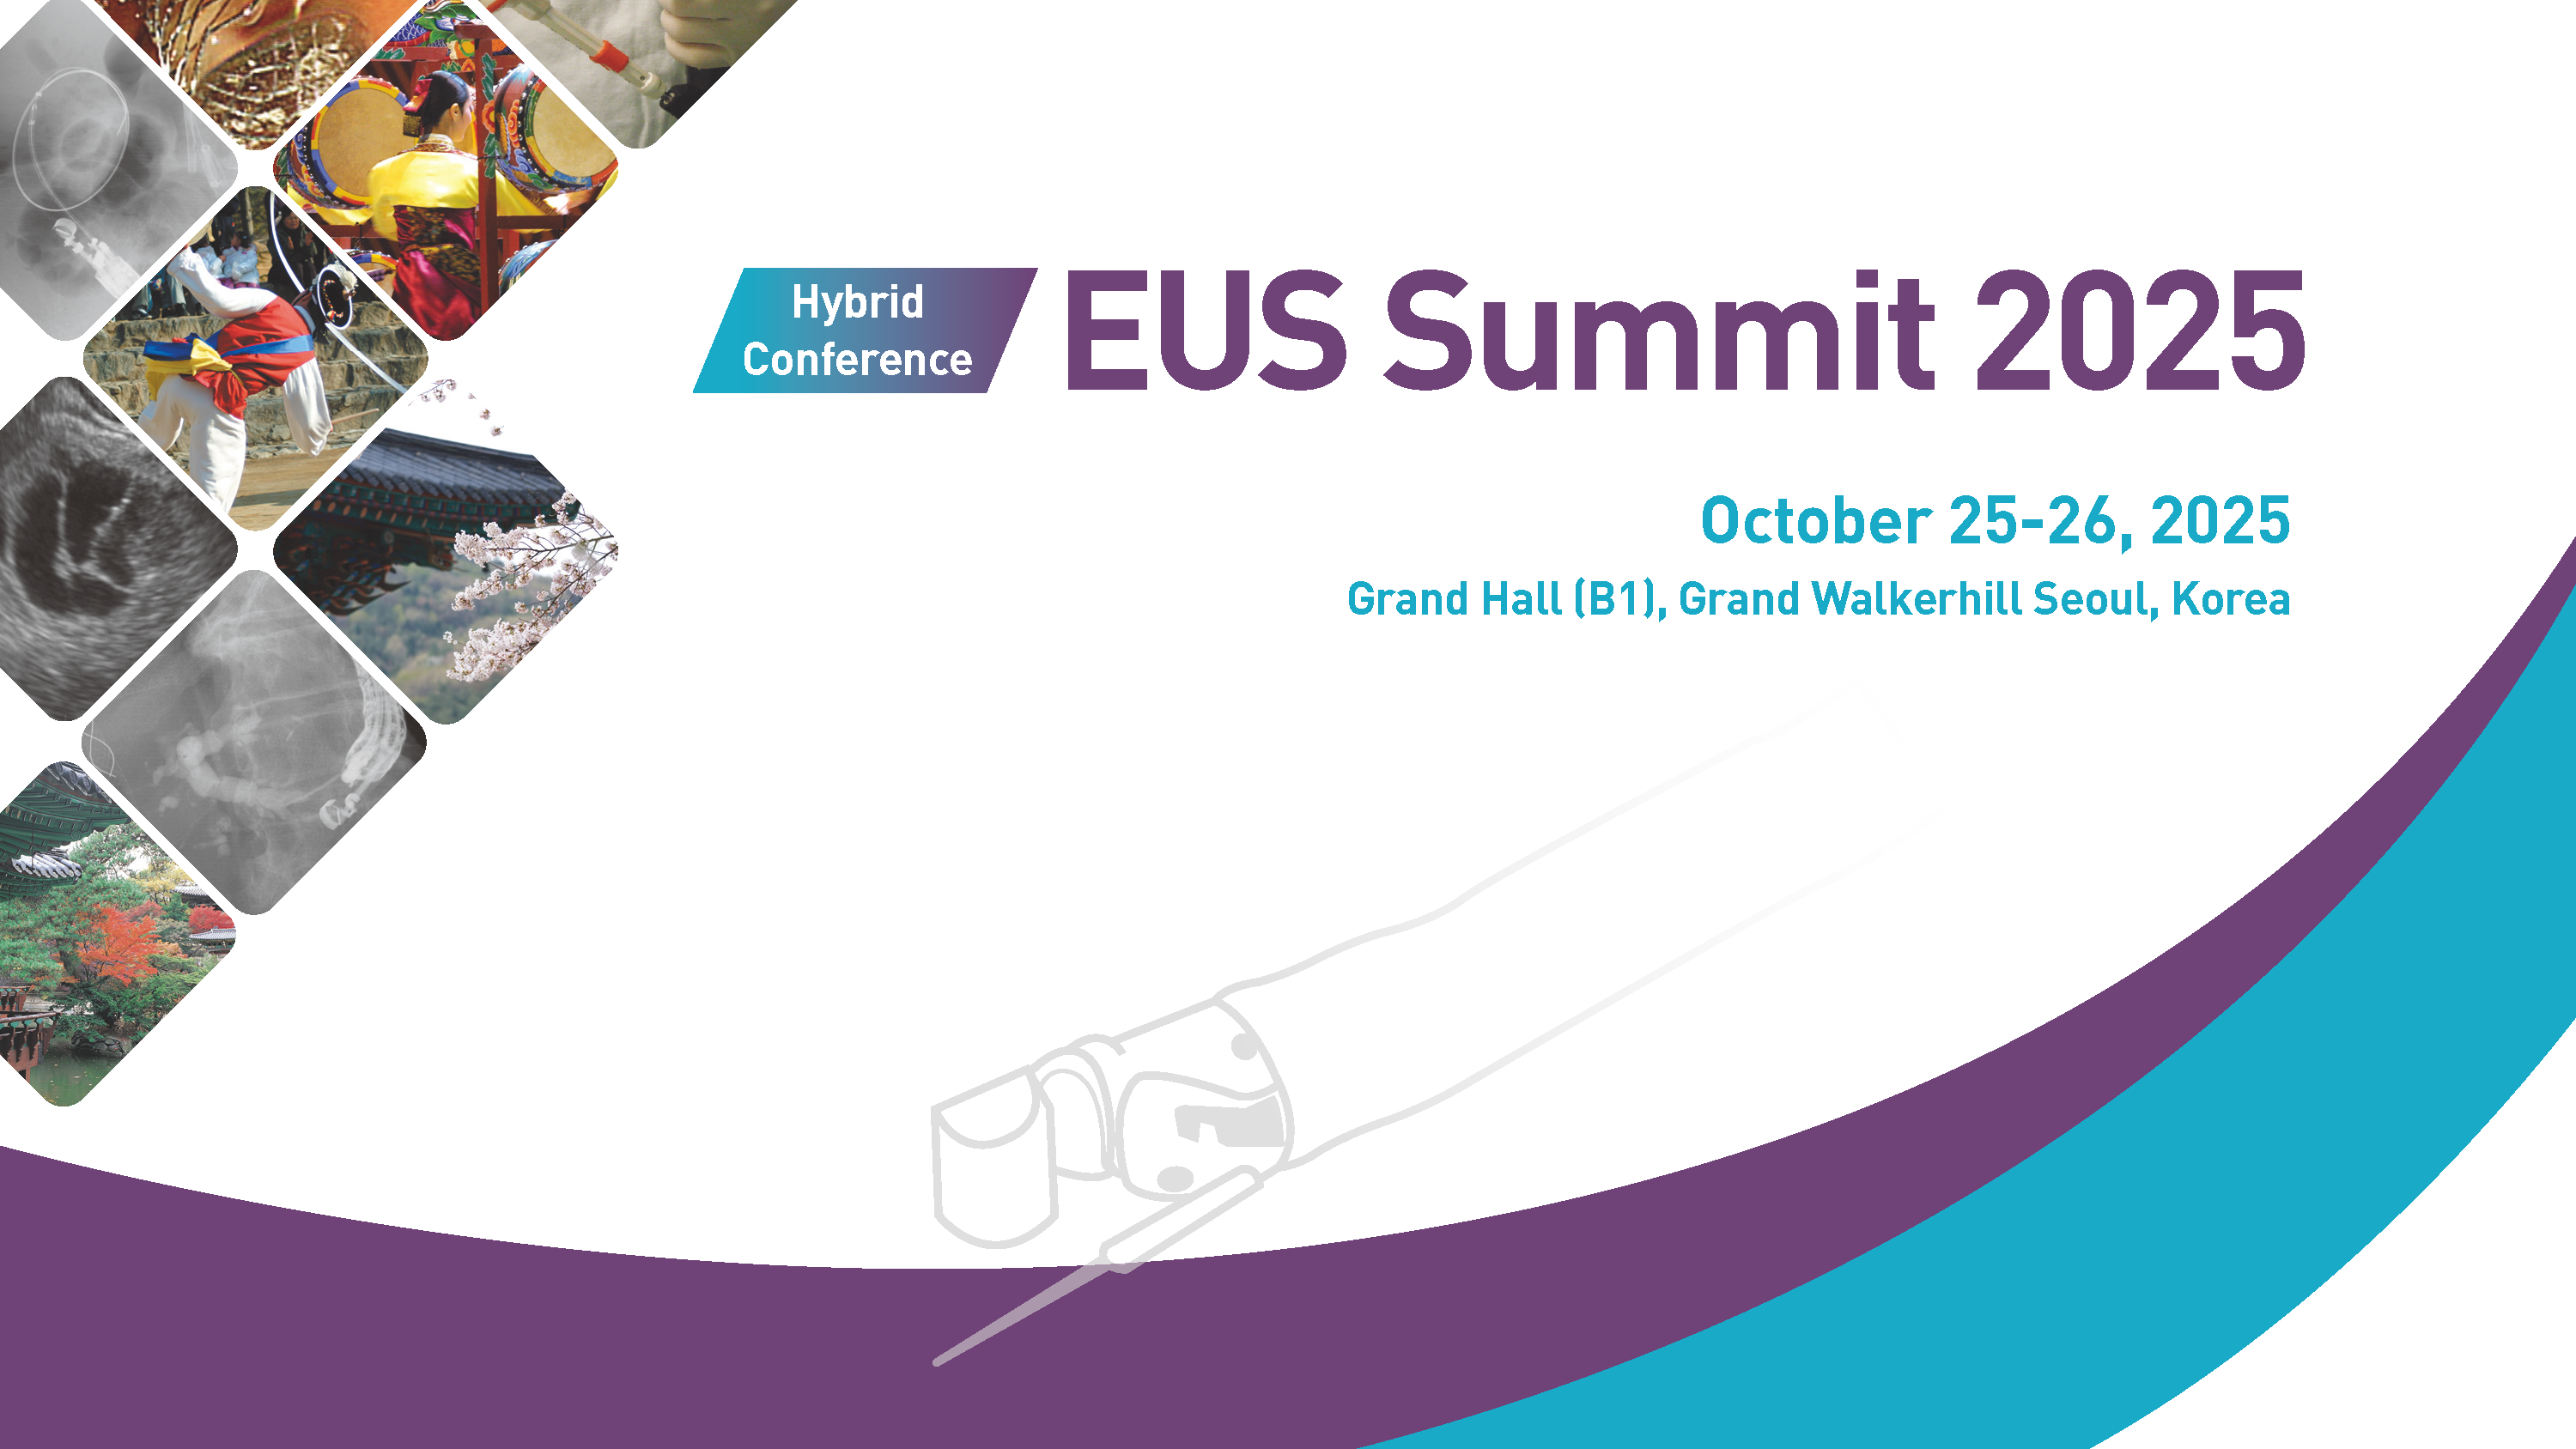 Hybrid
Conference
EUS Summit 2025
October 25-26, 2025
Grand Hall (B1), Grand Walkerhill Seoul, Korea